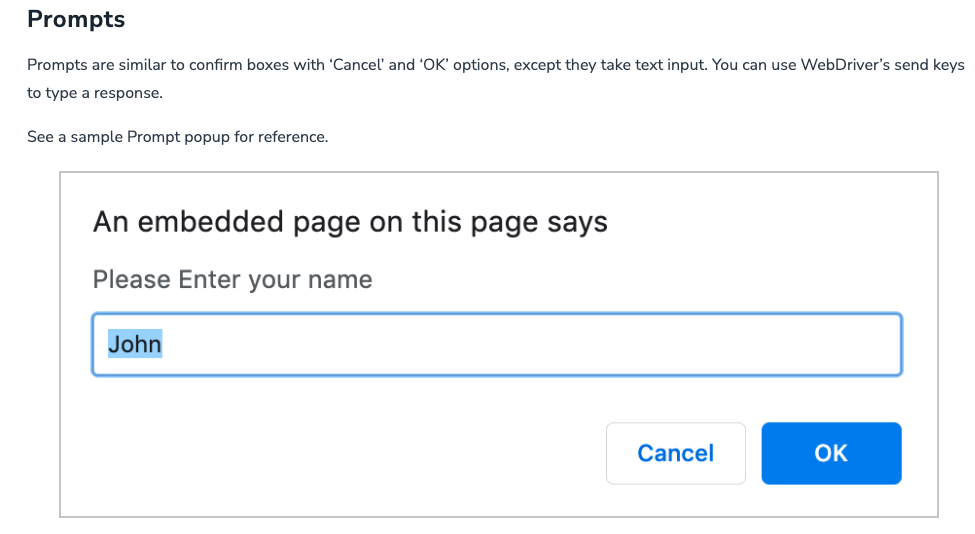 Prompts
Prompts are similar to confirm boxes with ‘Cancel’ and ‘OK’ options, except they take text input. You can use WebDriver’s send keys
to type a response.
See a sample Prompt popup for reference.
An embedded page on this page says
Please Enter your name
John
Cancel
OK